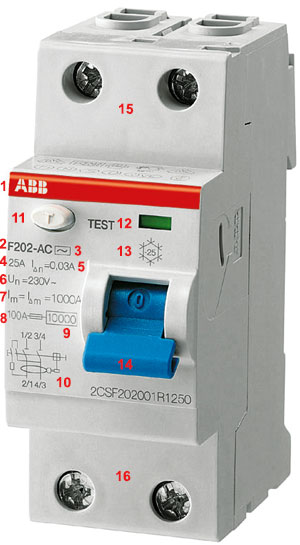 15
1 ABB
11 T TEST 12
2 F202-AC 3 13 25
4 25A IΔn=0,03A 5
6 Un=230V~
7 Im=IΔm=1000A
8 100A 10000
9
1/2 3/4
0
14
10
2/1 4/3
2CSF202001R1250
16